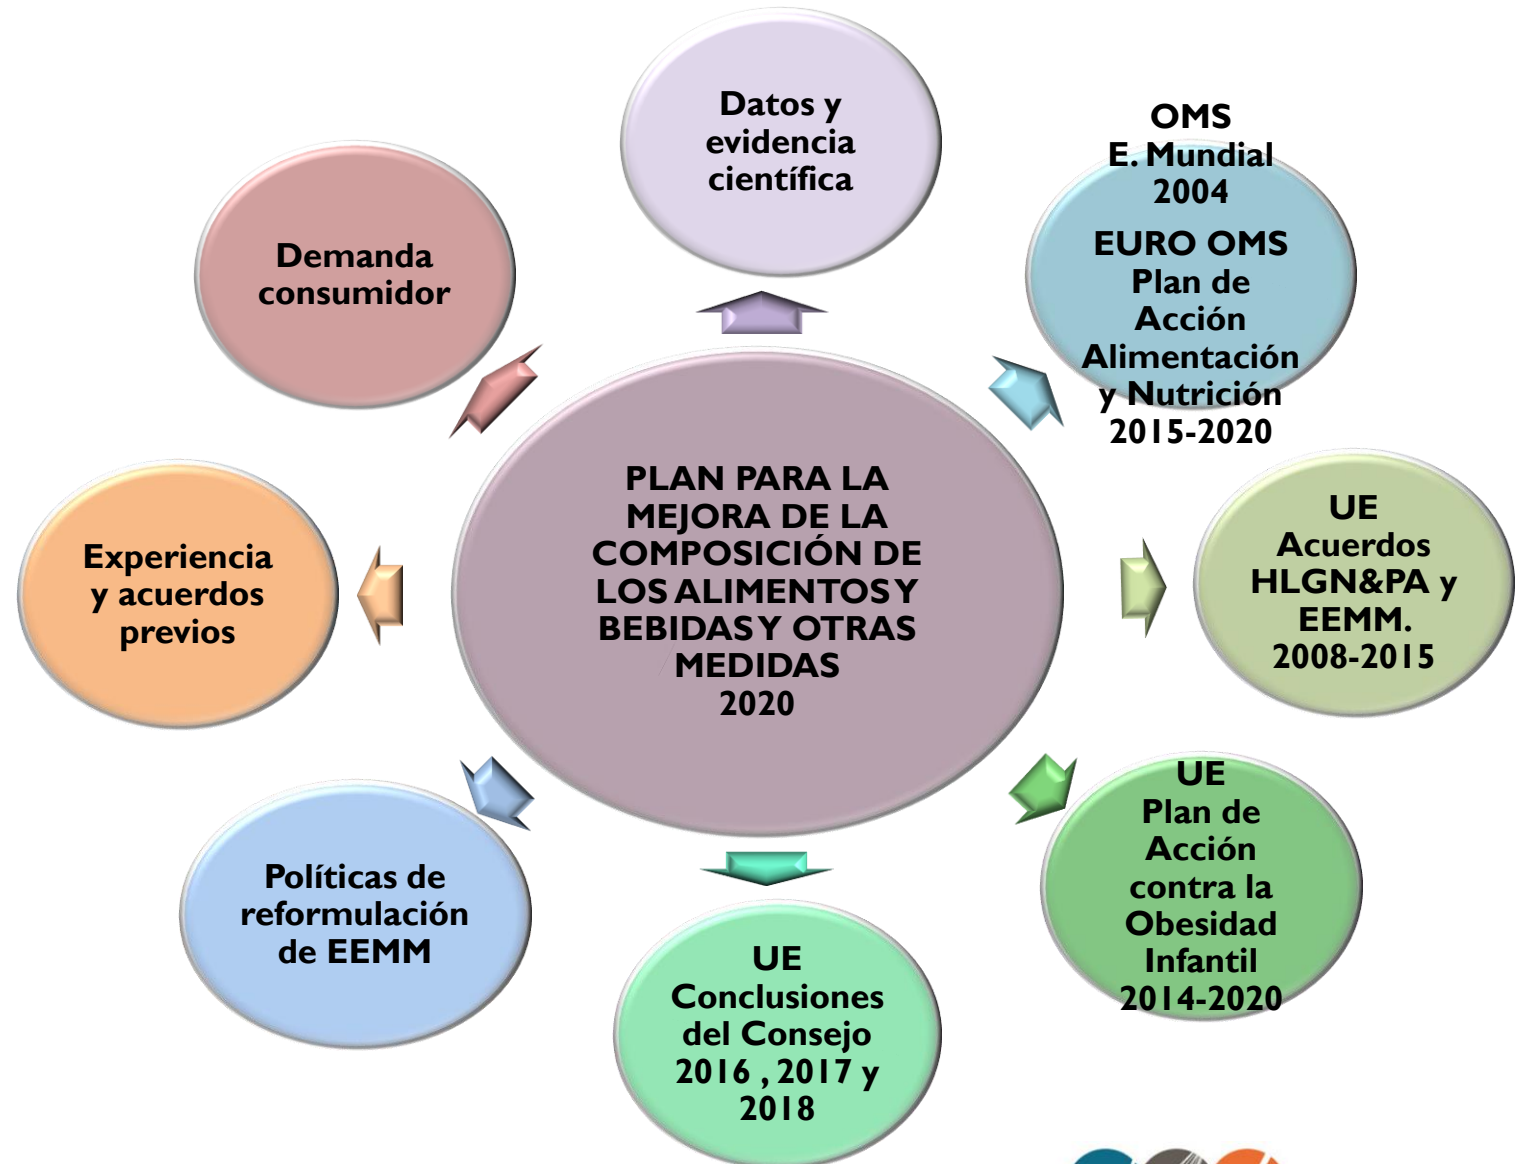 Datos y
evidencia
científica
OMS
E. Mundial
2004
EURO OMS
Plan de
Acción
Alimentación
y Nutrición
2015-2020
UE
Acuerdos
HLGN&PA y
EEMM.
2008-2015
UE
Plan de
Acción
contra la
Obesidad
Infantil
2014-2020
UE
Conclusiones
del Consejo
2016 , 2017 y
2018
Políticas de
reformulación
de EEMM
Experiencia
y acuerdos
previos
Demanda
consumidor
PLAN PARA LA
MEJORA DE LA
COMPOSICIÓN DE
LOS ALIMENTOS Y
BEBIDAS Y OTRAS
MEDIDAS
2020